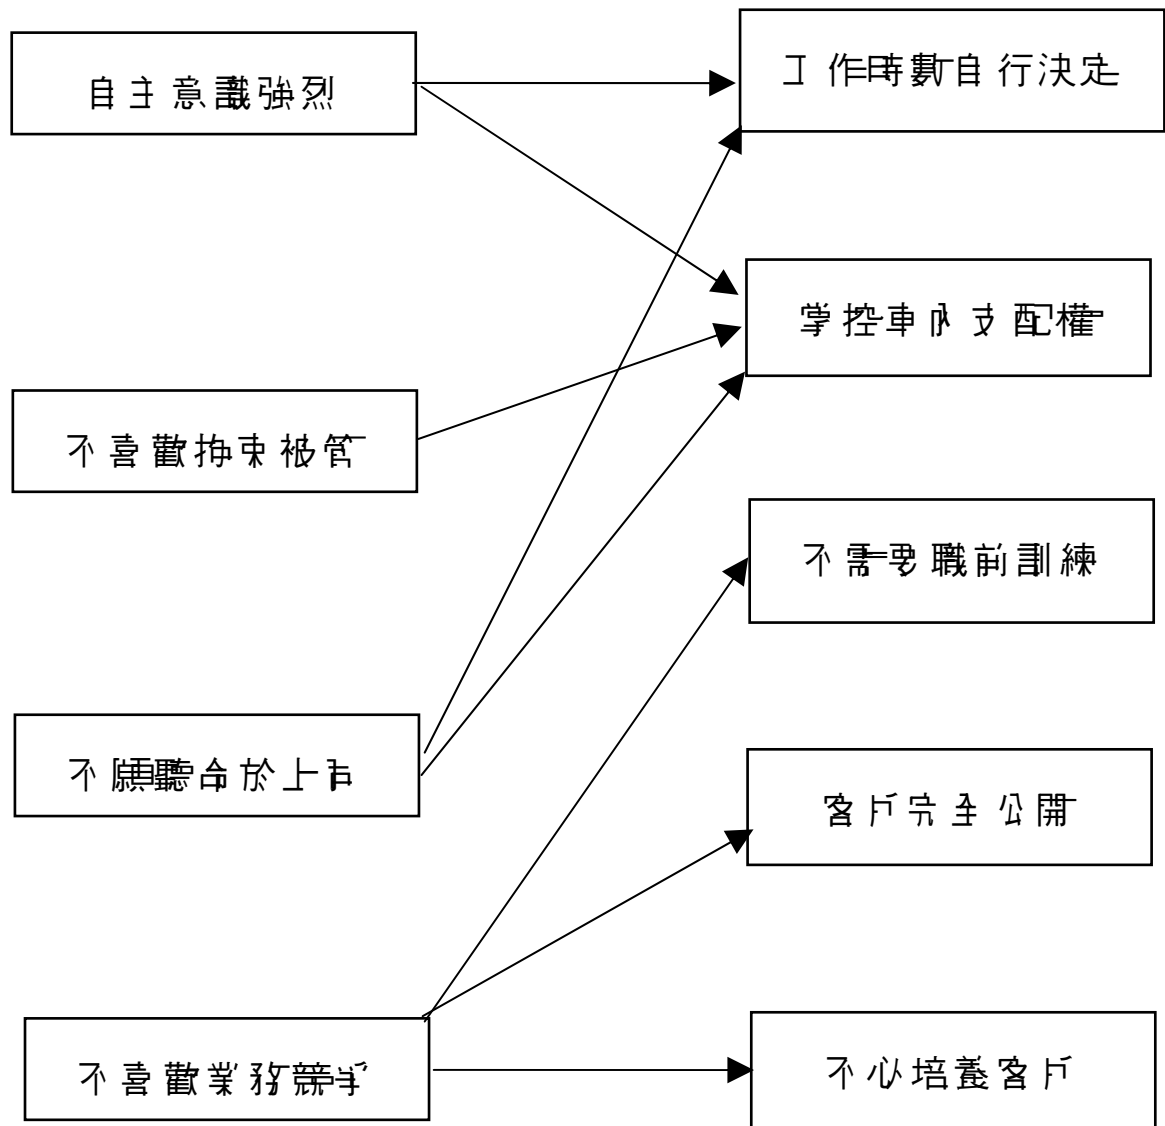 自主意識強烈
工作時數自行決定
掌控車內支配權
不喜歡拘束被管
不需要職前訓練
不願聽命於上司
客戶完全公開
不喜歡業務競爭
不必培養客戶